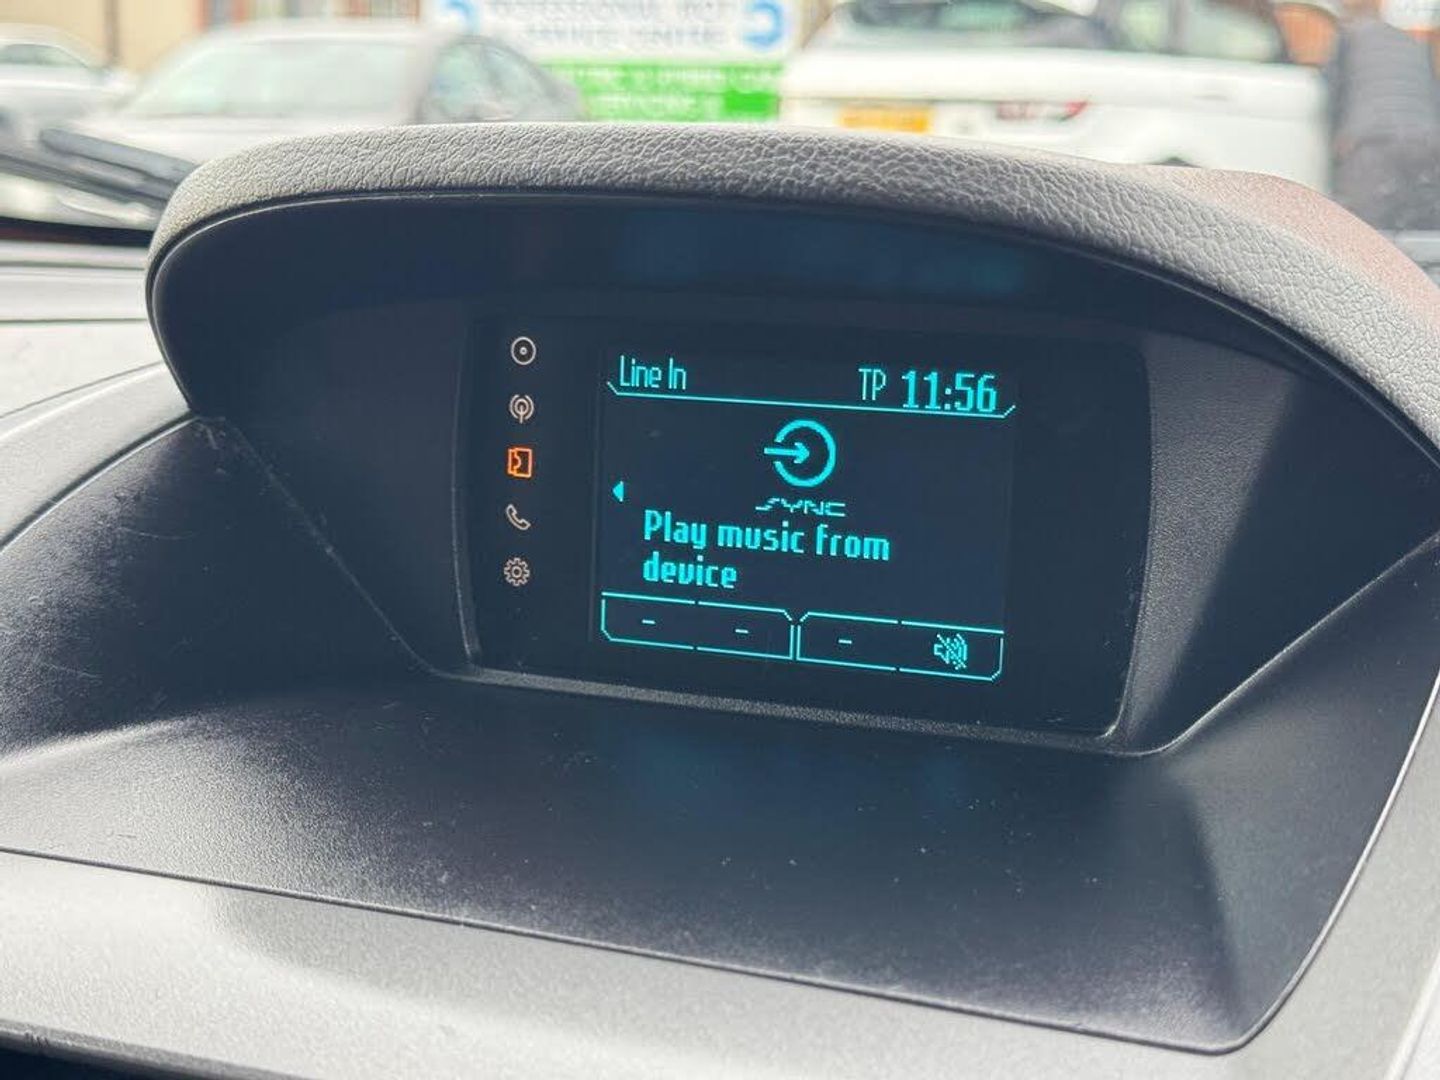 Line In
TP 11:56
SYNC
Play music from
device
- - -